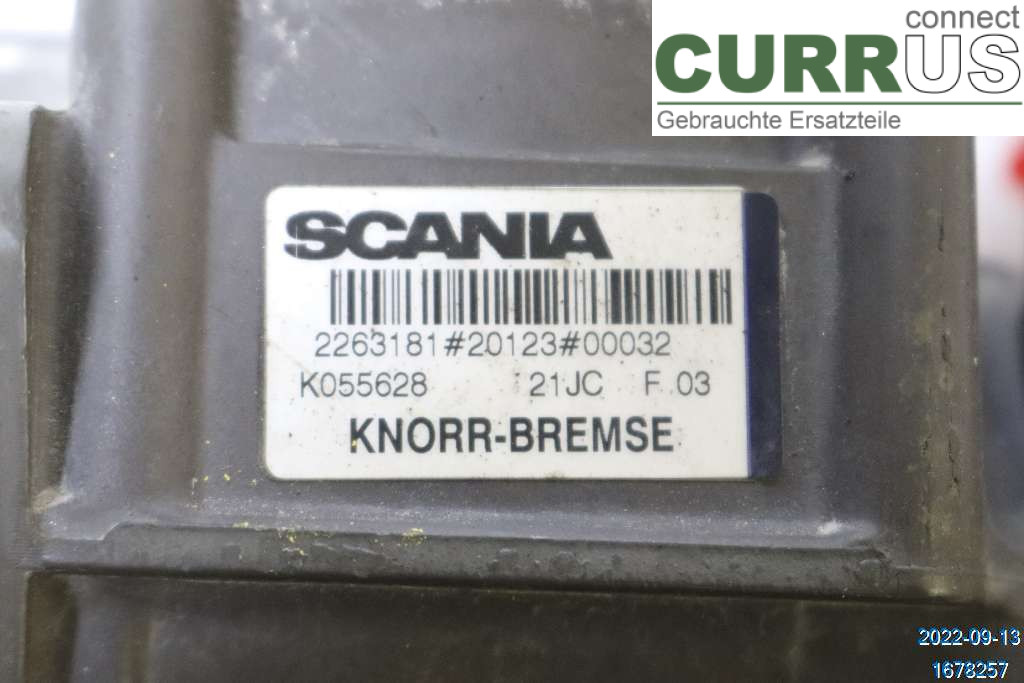 connect
CURRUS
Gebrauchte Ersatzteile
SCANIA
2263181#20123#00032
K055628 21JC F.03
KNORR-BREMSE
2022-09-13
1678257